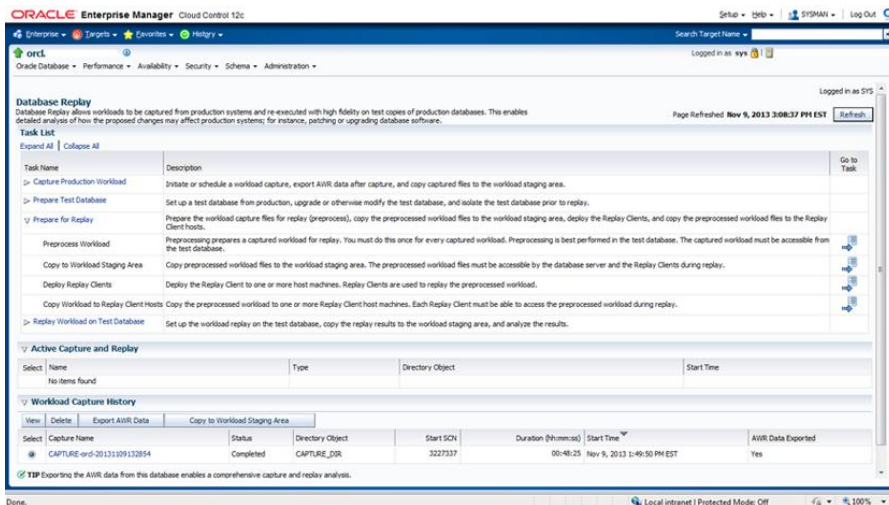 ORACLE Enterprise Manager Cloud Control 12c
Setup Help SYSMAN Log Out
Enterprise Targets Favorites History
Search Target Name
orcl.
Logged in as sys
Oracle Database Performance Availability Security Schema Administration
Logged in as SYS
Database Replay
Database Replay allows workloads to be captured from production systems and re-executed with high fidelity on test copies of production databases. This enables
detailed analysis of how the proposed changes may affect production systems; for instance, patching or upgrading database software.
Page Refreshed Nov 9, 2013 3:08:37 PM EST Refresh
Task List
Expand All | Collapse All
Task Name Description Go to Task
Capture Production Workload Initiate or schedule a workload capture, export AWR data after capture, and copy captured files to the workload staging area.
Prepare Test Database Set up a test database from production, upgrade or otherwise modify the test database, and isolate the test database prior to replay.
Prepare for Replay Prepare the workload capture files for replay (preprocess), copy the preprocessed workload files to the workload staging area, deploy the Replay Clients, and copy the preprocessed workload files to the Replay
Client hosts.
Preprocess Workload Preprocessing prepares a captured workload for replay. You must do this once for every captured workload. Preprocessing is best performed in the test database. The captured workload must be accessible from
the test database.
Copy to Workload Staging Area Copy preprocessed workload files to the workload staging area. The preprocessed workload files must be accessible by the database server and the Replay Clients during replay.
Deploy Replay Clients Deploy the Replay Client to one or more host machines. Replay Clients are used to replay the preprocessed workload.
Copy Workload to Replay Client Hosts Copy the preprocessed workload to one or more Replay Client host machines. Each Replay Client must be able to access the preprocessed workload during replay.
Replay Workload on Test Database Set up the workload replay on the test database, copy the replay results to the workload staging area, and analyze the results.
Active Capture and Replay
Select Name Type Directory Object Start Time
No items found
Workload Capture History
View Delete Export AWR Data Copy to Workload Staging Area
Select Capture Name Status Directory Object Start SCN Duration (hh:mm:ss) Start Time AWR Data Exported
CAPTURE-orcl-20131109132854 Completed CAPTURE_DIR 3227337 00:48:25 Nov 9, 2013 1:49:50 PM EST Yes
TIP Exporting the AWR data from this database enables a comprehensive capture and replay analysis.
Done. Local intranet | Protected Mode: Off 100%